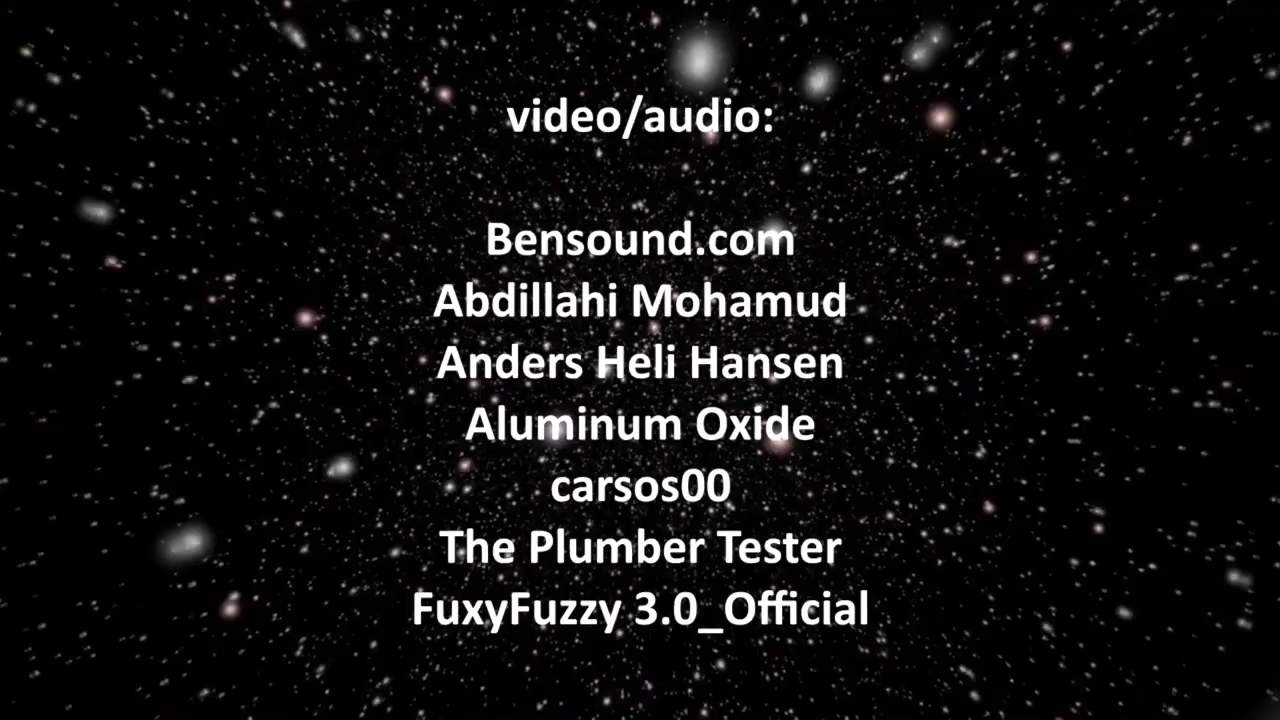 video/audio:
Bensound.com
Abdillahi Mohamud
Anders Heli Hansen
Aluminum Oxide
carsos00
The Plumber Tester
FuxyFuzzy 3.0_Official